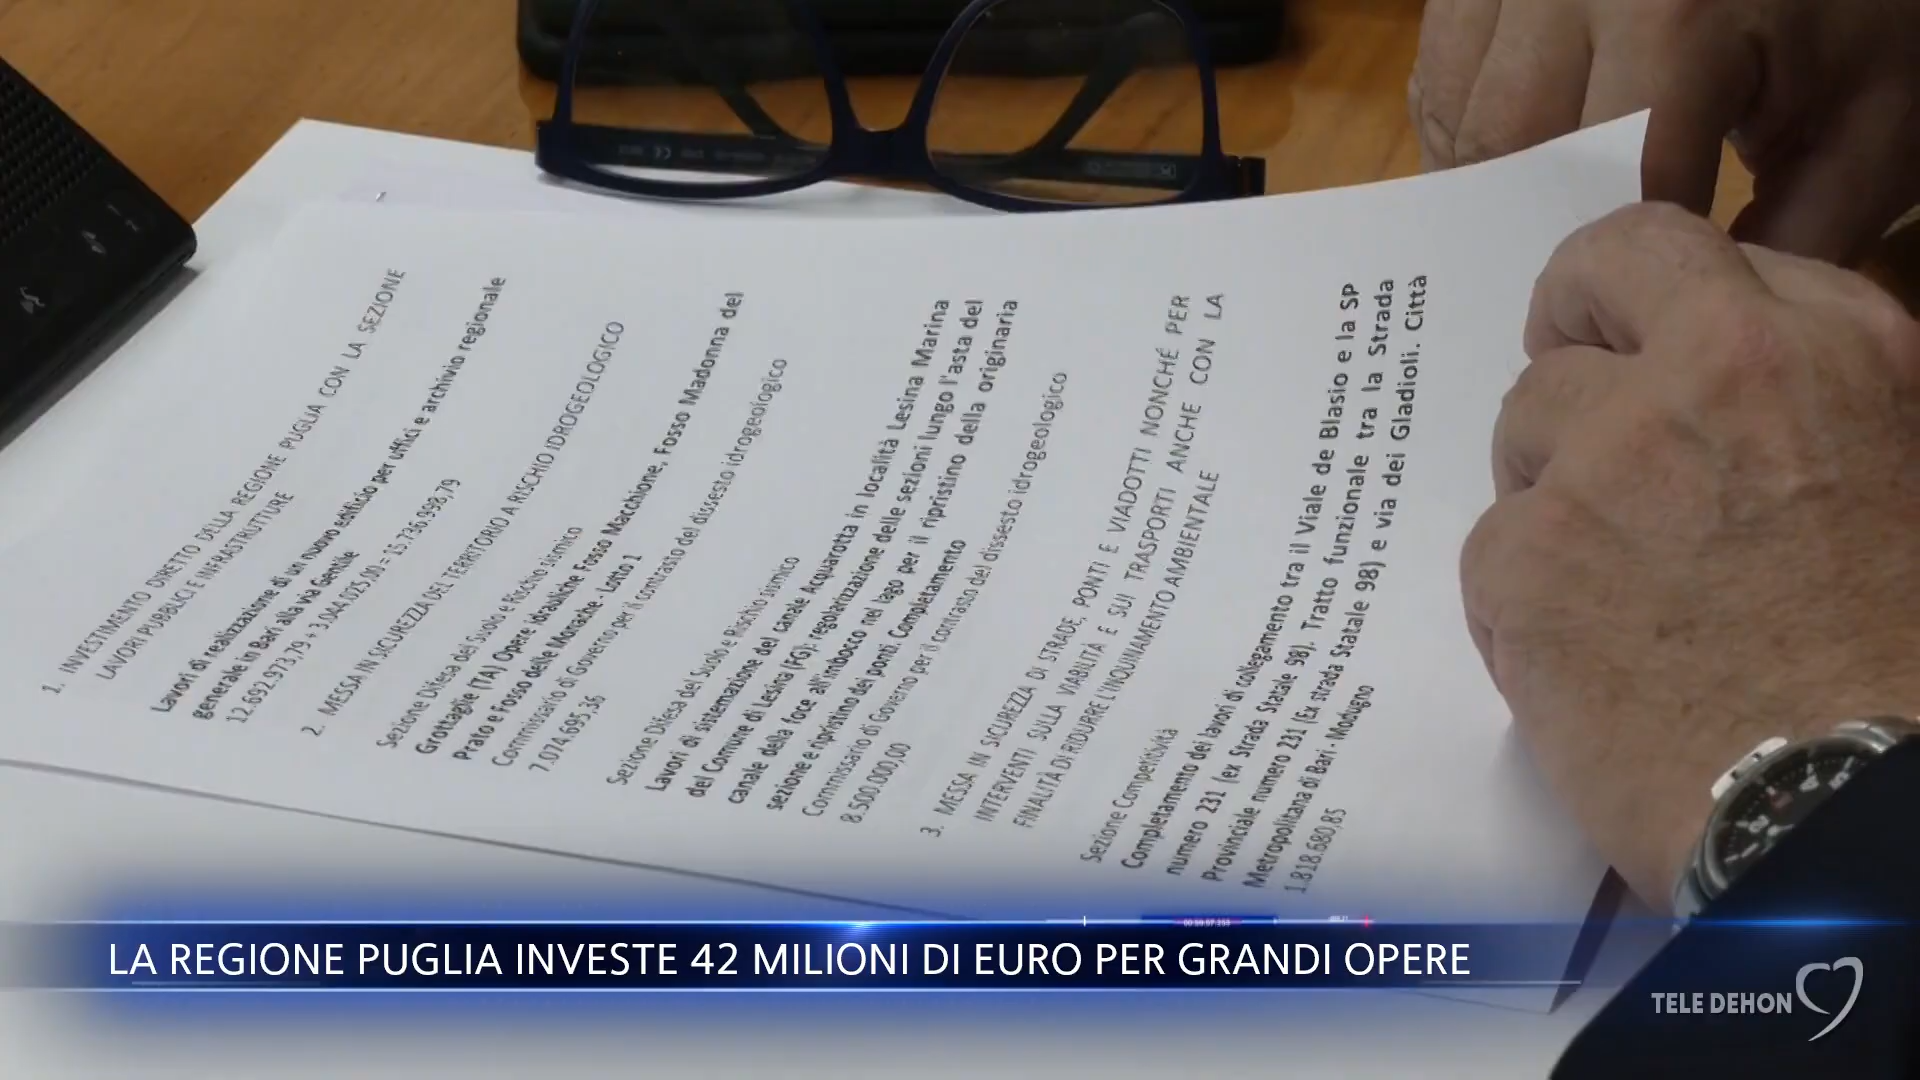 1. INVESTIMENTO DIRETTO DELLA REGIONE PUGLIA CON LA SEZIONE
LAVORI PUBBLICI E INFRASTRUTTURE
Lavori di realizzazione di un nuovo edificio per uffici e archivio regionale
generale in Bari alla via Gentile
12.692.973,79 + 3.044.025,00 = 15.736.998,79
2. MESSA IN SICUREZZA DEL TERRITORIO A RISCHIO IDROGEOLOGICO
Sezione Difesa del Suolo e Rischio sismico
Grottaglie (TA) Opere idrauliche Fosso Macchione, Fosso Madonna del
Prato e Fosso delle Monache - Lotto 1
Commissario di Governo per il contrasto del dissesto idrogeologico
7.074.695,36
Sezione Difesa del Suolo e Rischio sismico
Lavori di sistemazione del canale Acquarotta in località Lesina Marina
del Comune di Lesina (FG): regolarizzazione delle sezioni lungo l'asta del
canale della foce all'imbocco nel lago per il ripristino della originaria
sezione e ripristino dei ponti. Completamento
Commissario di Governo per il contrasto del dissesto idrogeologico
8.500.000,00
3. MESSA IN SICUREZZA DI STRADE, PONTI E VIADOTTI NONCHÉ PER
INTERVENTI SULLA VIABILITÀ E SUI TRASPORTI ANCHE CON LA
FINALITÀ DI RIDURRE L'INQUINAMENTO AMBIENTALE
Sezione Competitività
Completamento dei lavori di collegamento tra il Viale de Blasio e la SP
numero 231 (ex Strada Statale 98). Tratto funzionale tra la Strada
Provinciale numero 231 (Ex strada Statale 98) e via dei Gladioli. Città
Metropolitana di Bari - Modugno
1.818.680,85
LA REGIONE PUGLIA INVESTE 42 MILIONI DI EURO PER GRANDI OPERE
TELE DEHON